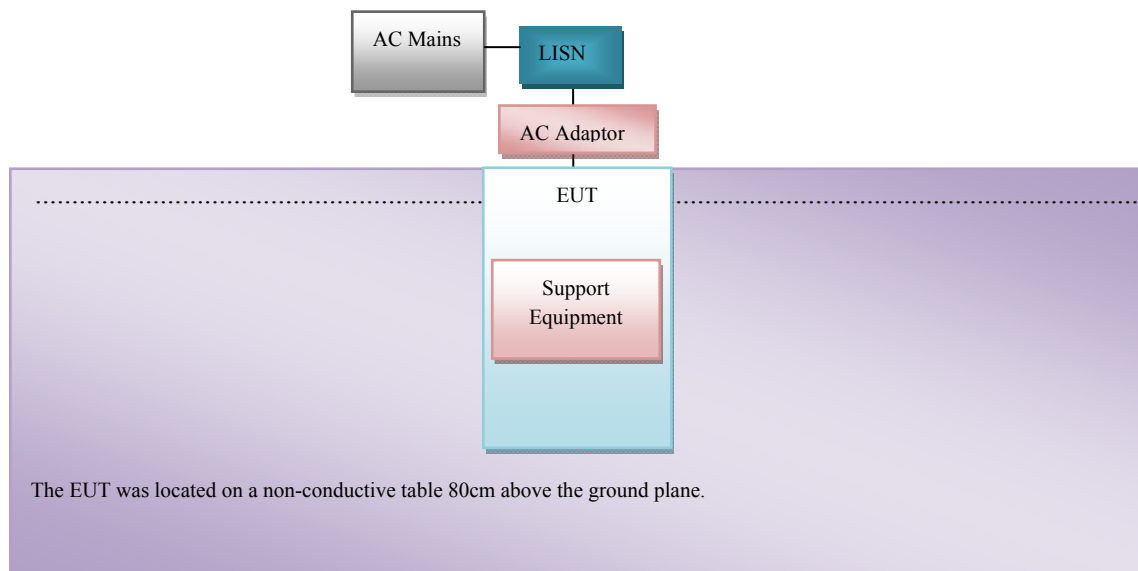 AC Mains
LISN
AC Adaptor
EUT
Support
Equipment
The EUT was located on a non-conductive table 80cm above the ground plane.